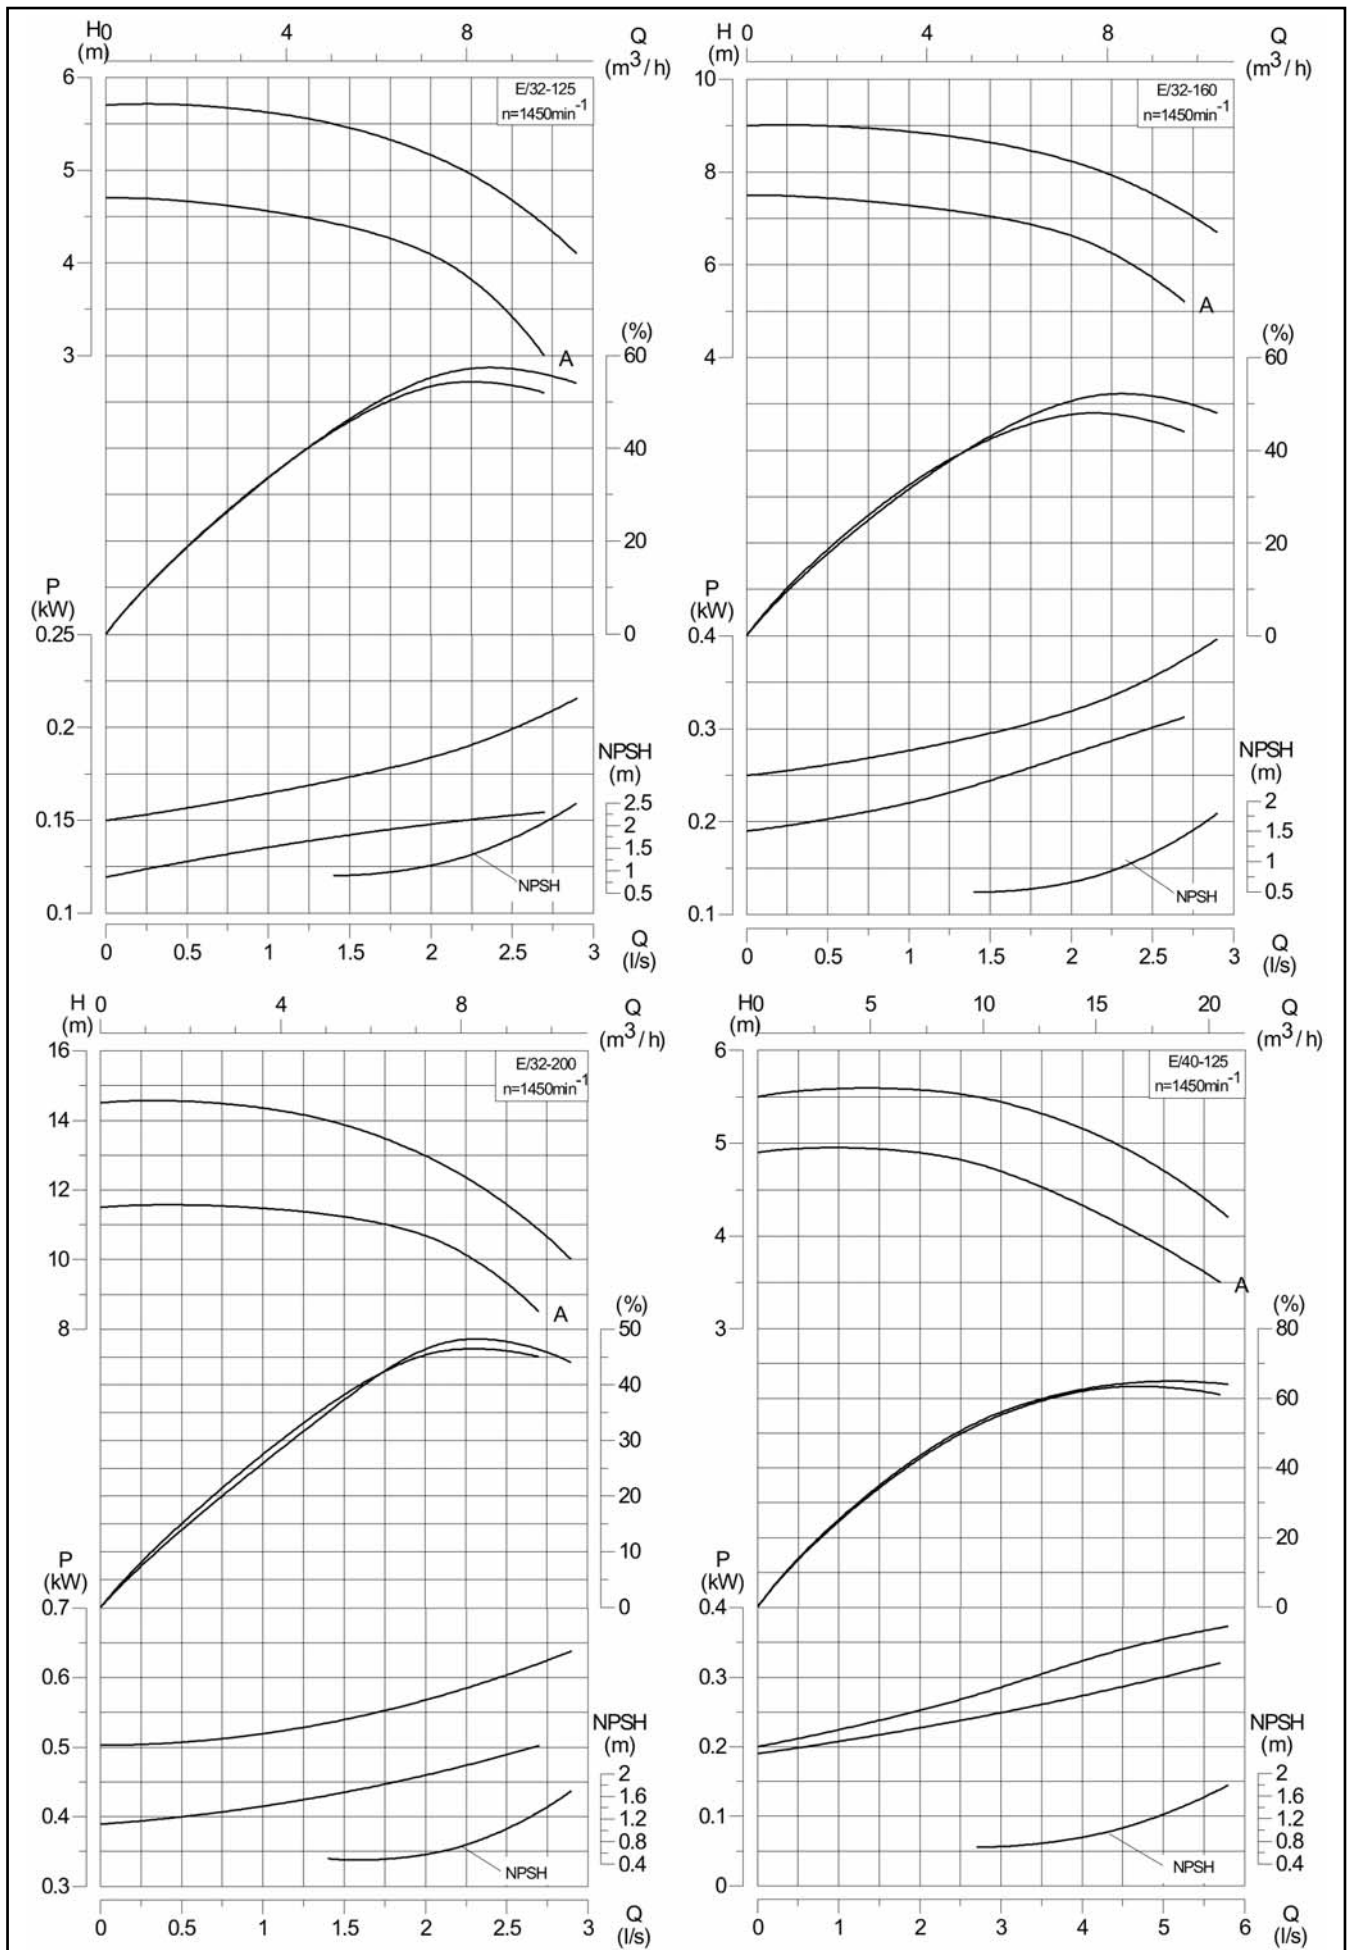 H 0 4 8 Q
(m) (m³/h)
E/32-125
n=1450min⁻¹
6
5
4
3
A
(%)
60
40
20
0
P
(kW)
0.25
0.2
0.15
0.1
NPSH
(m)
2.5
2
1.5
1
0.5
NPSH
0 0.5 1 1.5 2 2.5 3 Q
(l/s)
H 0 4 8 Q
(m) (m³/h)
E/32-160
n=1450min⁻¹
10
8
6
4
A
(%)
60
40
20
0
P
(kW)
0.4
0.3
0.2
0.1
NPSH
(m)
2
1.5
1
0.5
NPSH
0 0.5 1 1.5 2 2.5 3 Q
(l/s)
H 0 4 8 Q
(m) (m³/h)
E/32-200
n=1450min⁻¹
16
14
12
10
8
A
(%)
50
40
30
20
10
0
P
(kW)
0.7
0.6
0.5
0.4
0.3
NPSH
(m)
2
1.6
1.2
0.8
0.4
NPSH
0 0.5 1 1.5 2 2.5 3 Q
(l/s)
H 0 5 10 15 20 Q
(m) (m³/h)
E/40-125
n=1450min⁻¹
6
5
4
3
A
(%)
80
60
40
20
0
P
(kW)
0.4
0.3
0.2
0.1
0
NPSH
(m)
2
1.6
1.2
0.8
0.4
NPSH
0 1 2 3 4 5 6 Q
(l/s)